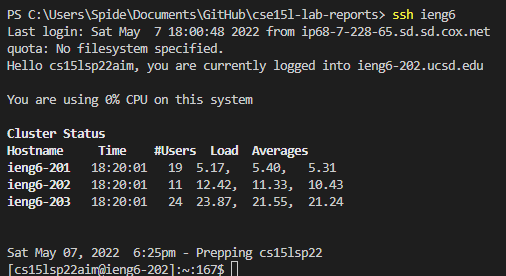 PS C:\Users\Spide\Documents\GitHub\cse15l-lab-reports> ssh ieng6
Last login: Sat May  7 18:00:48 2022 from ip68-7-228-65.sd.sd.cox.net
quota: No filesystem specified.
Hello cs15lsp22aim, you are currently logged into ieng6-202.ucsd.edu
You are using 0% CPU on this system
Cluster Status
Hostname     Time    #Users  Load  Averages
ieng6-201   18:20:01   19  5.17,   5.40,   5.31
ieng6-202   18:20:01   11  12.42,  11.33,  10.43
ieng6-203   18:20:01   24  23.87,  21.55,  21.24
Sat May 07, 2022  6:25pm - Prepping cs15lsp22
[cs15lsp22aim@ieng6-202]:~:167$